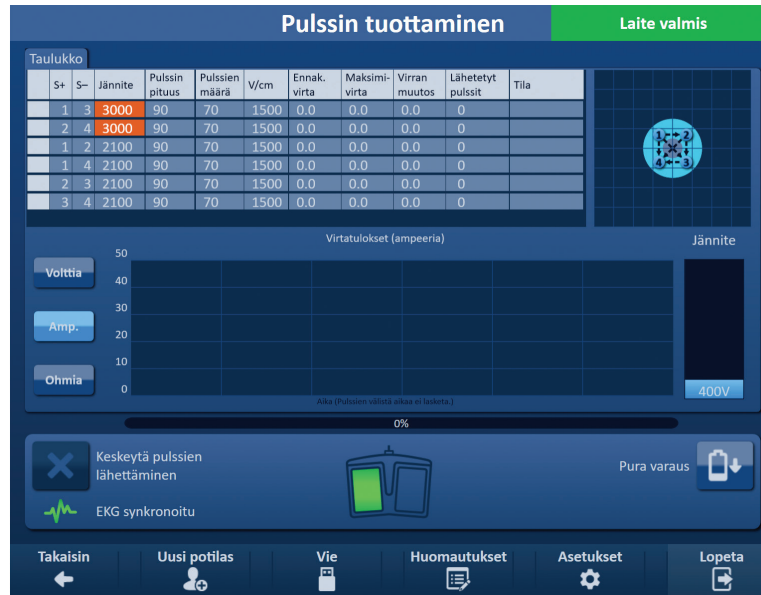 Pulssin tuottaminen
Laite valmis
Taulukko
S+ S– Jännite Pulssin pituus Pulssien määrä V/cm Ennak. virta Maksimi-virta Virran muutos Lähetetyt pulssit Tila
1 3 3000 90 70 1500 0.0 0.0 0.0 0
2 4 3000 90 70 1500 0.0 0.0 0.0 0
1 2 2100 90 70 1500 0.0 0.0 0.0 0
1 4 2100 90 70 1500 0.0 0.0 0.0 0
2 3 2100 90 70 1500 0.0 0.0 0.0 0
3 4 2100 90 70 1500 0.0 0.0 0.0 0
1 2
4 3
Virtatulokset (ampeeria)
Jännite
50
40
30
20
10
0
Volttia
Amp.
Ohmia
400V
Aika (Pulssien välistä aikaa ei lasketa.)
0%
Keskeytä pulssien
lähettäminen
Pura varaus
EKG synkronoitu
Takaisin Uusi potilas Vie Huomautukset Asetukset Lopeta